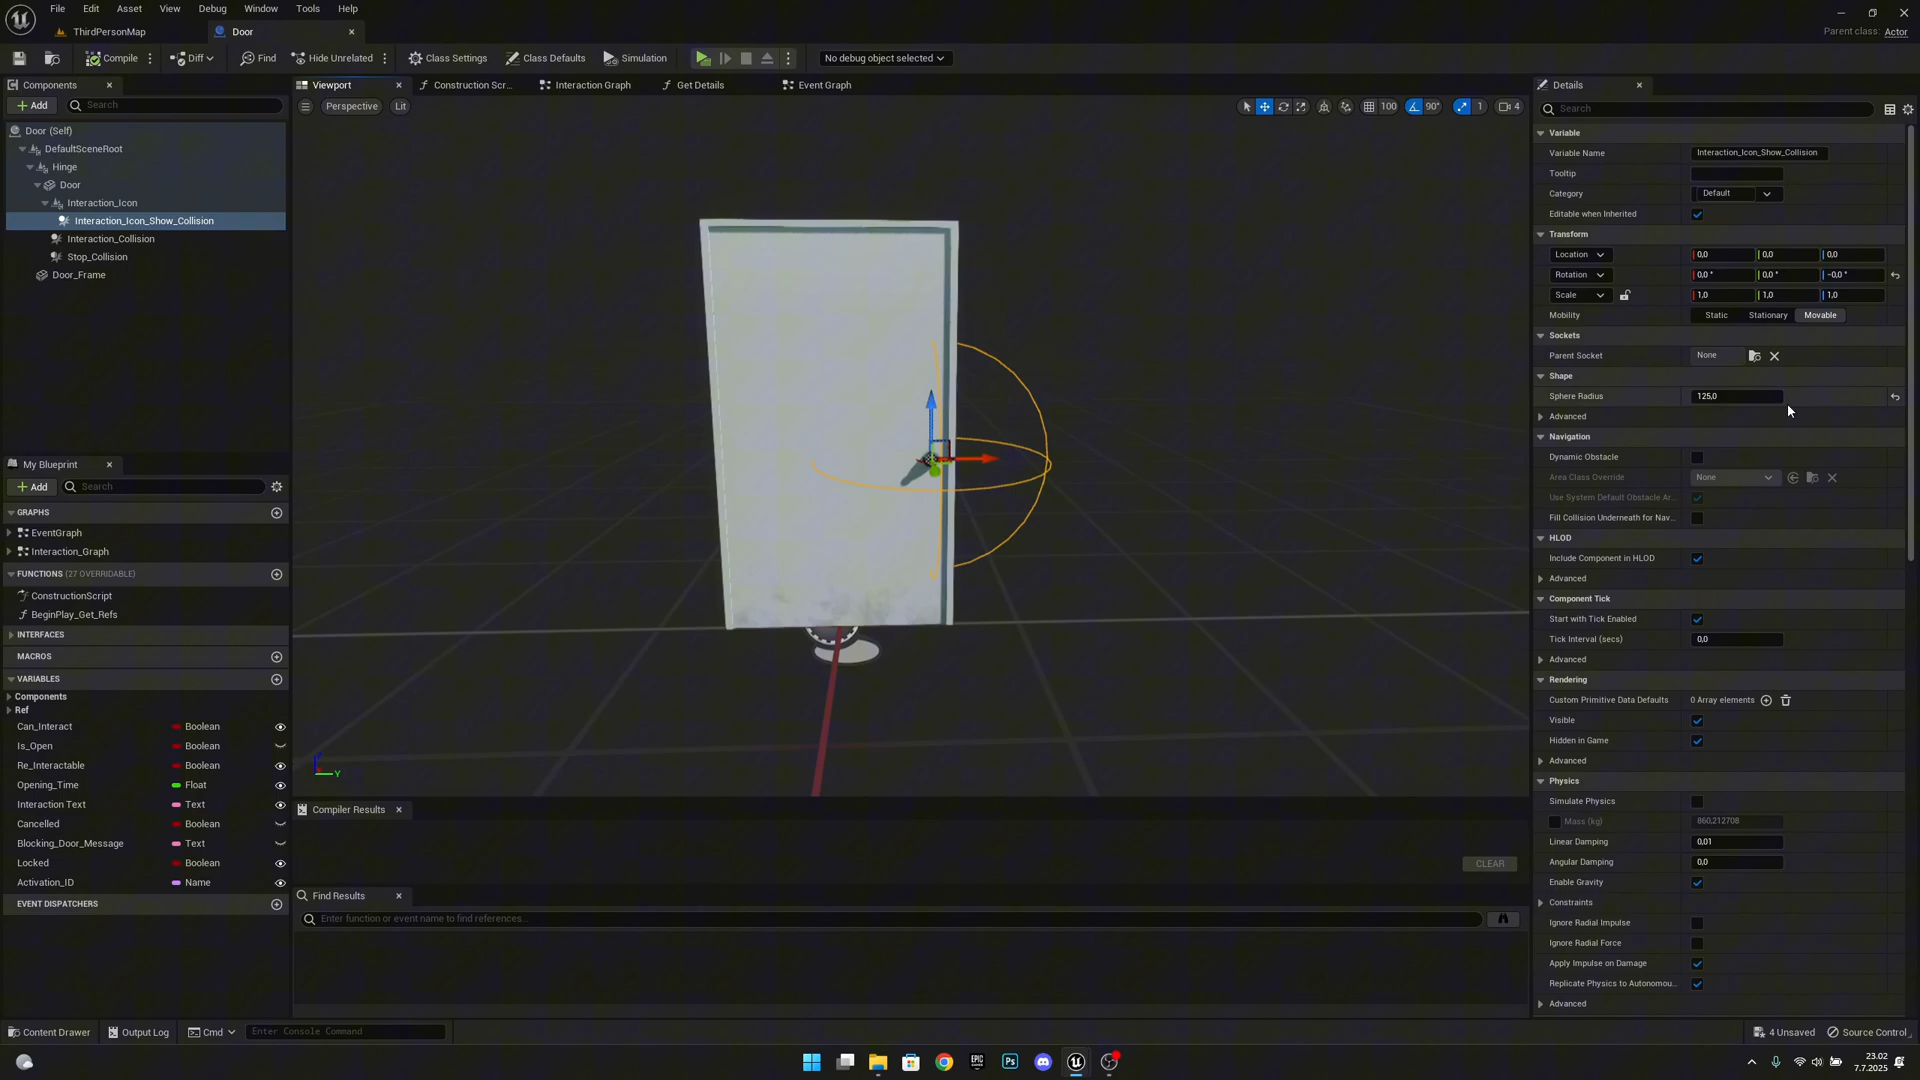 File Edit Asset View Debug Window Tools Help
Parent class: Actor
ThirdPersonMap Door
Compile Diff Find Hide Unrelated Class Settings Class Defaults Simulation No debug object selected
Components
Add Search
Door (Self)
DefaultSceneRoot
Hinge
Door
Interaction_Icon
Interaction_Icon_Show_Collision
Interaction_Collision
Stop_Collision
Door_Frame
My Blueprint
Add Search
GRAPHS
EventGraph
Interaction_Graph
FUNCTIONS (27 OVERRIDABLE)
ConstructionScript
BeginPlay_Get_Refs
INTERFACES
MACROS
VARIABLES
Components
Ref
Can_Interact Boolean
Is_Open Boolean
Re_Interactable Boolean
Opening_Time Float
Interaction Text Text
Cancelled Boolean
Blocking_Door_Message Text
Locked Boolean
Activation_ID Name
EVENT DISPATCHERS
Viewport Construction Scr... Interaction Graph Get Details Event Graph
Perspective Lit 100 90° 1 4
Y
Compiler Results
CLEAR
Find Results
Enter function or event name to find references...
Details
Search
Variable
Variable Name Interaction_Icon_Show_Collision
Tooltip
Category Default
Editable when Inherited
Transform
Location 0,0 0,0 0,0
Rotation 0,0 ° 0,0 ° -0,0 °
Scale 1,0 1,0 1,0
Mobility Static Stationary Movable
Sockets
Parent Socket None
Shape
Sphere Radius 125,0
Advanced
Navigation
Dynamic Obstacle
Area Class Override None
Use System Default Obstacle Ar...
Fill Collision Underneath for Nav...
HLOD
Include Component in HLOD
Advanced
Component Tick
Start with Tick Enabled
Tick Interval (secs) 0,0
Advanced
Rendering
Custom Primitive Data Defaults 0 Array elements
Visible
Hidden in Game
Advanced
Physics
Simulate Physics
Mass (kg) 860,212708
Linear Damping 0,01
Angular Damping 0,0
Enable Gravity
Constraints
Ignore Radial Impulse
Ignore Radial Force
Apply Impulse on Damage
Replicate Physics to Autonomou...
Advanced
Content Drawer Output Log Cmd Enter Console Command 4 Unsaved Source Control
EPIC Ps
23.02
7.7.2025